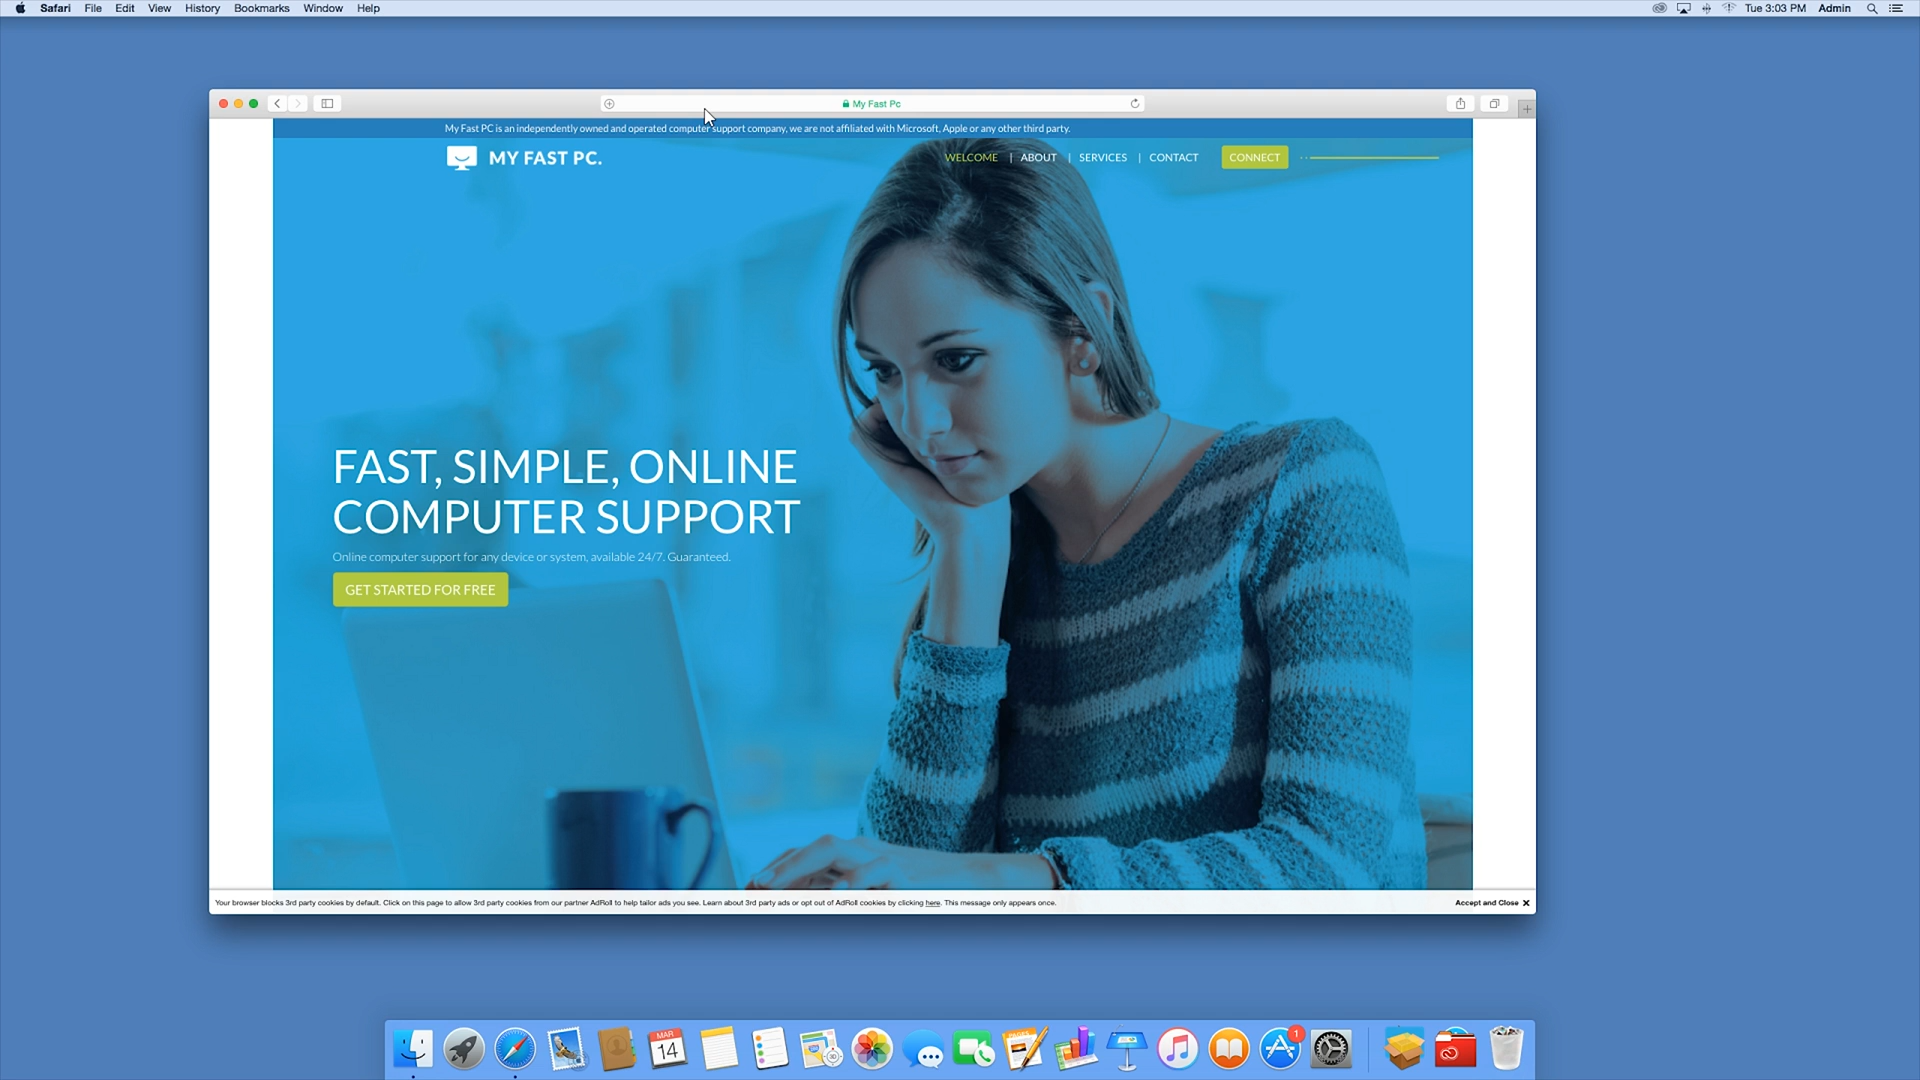 Safari File Edit View History Bookmarks Window Help
Tue 3:03 PM Admin
My Fast Pc
My Fast PC is an independently owned and operated computer support company, we are not affiliated with Microsoft, Apple or any other third party.
MY FAST PC.
WELCOME | ABOUT | SERVICES | CONTACT CONNECT
FAST, SIMPLE, ONLINE
COMPUTER SUPPORT
Online computer support for any device or system, available 24/7. Guaranteed.
GET STARTED FOR FREE
Your browser blocks 3rd party cookies by default. Click on this page to allow 3rd party cookies from our partner AdRoll to help tailor ads you see. Learn about 3rd party ads or opt out of AdRoll cookies by clicking here. This message only appears once.
Accept and Close
MAR
14
3D
PAGES
1